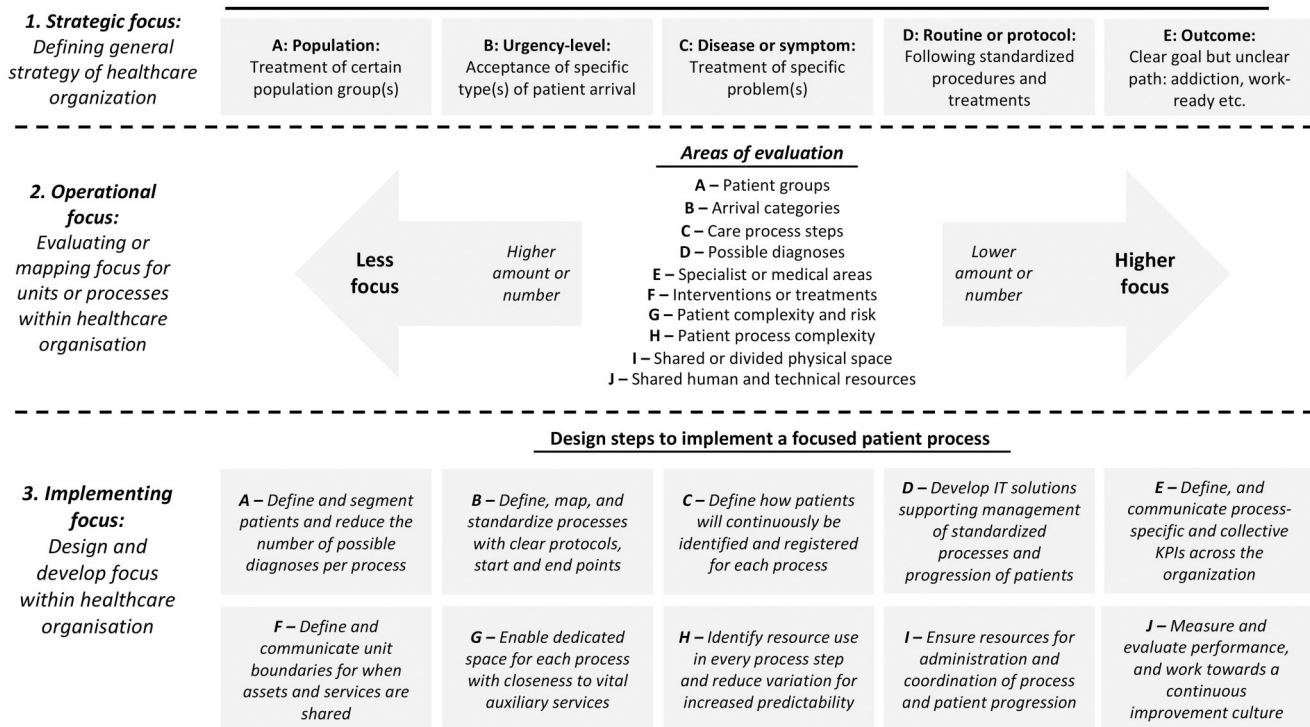 1. Strategic focus:
Defining general
strategy of healthcare
organization
A: Population:
Treatment of certain
population group(s)
B: Urgency-level:
Acceptance of specific
type(s) of patient arrival
C: Disease or symptom:
Treatment of specific
problem(s)
D: Routine or protocol:
Following standardized
procedures and
treatments
E: Outcome:
Clear goal but unclear
path: addiction, work-
ready etc.
2. Operational
focus:
Evaluating or
mapping focus for
units or processes
within healthcare
organisation
Less
focus
Higher
amount or
number
Areas of evaluation
A – Patient groups
B – Arrival categories
C – Care process steps
D – Possible diagnoses
E – Specialist or medical areas
F – Interventions or treatments
G – Patient complexity and risk
H – Patient process complexity
I – Shared or divided physical space
J – Shared human and technical resources
Lower
amount or
number
Higher
focus
3. Implementing
focus:
Design and
develop focus
within healthcare
organisation
Design steps to implement a focused patient process
A – Define and segment
patients and reduce the
number of possible
diagnoses per process
B – Define, map, and
standardize processes
with clear protocols,
start and end points
C – Define how patients
will continuously be
identified and registered
for each process
D – Develop IT solutions
supporting management
of standardized
processes and
progression of patients
E – Define, and
communicate process-
specific and collective
KPIs across the
organization
F – Define and
communicate unit
boundaries for when
assets and services are
shared
G – Enable dedicated
space for each process
with closeness to vital
auxiliary services
H – Identify resource use
in every process step
and reduce variation for
increased predictability
I – Ensure resources for
administration and
coordination of process
and patient progression
J – Measure and
evaluate performance,
and work towards a
continuous
improvement culture